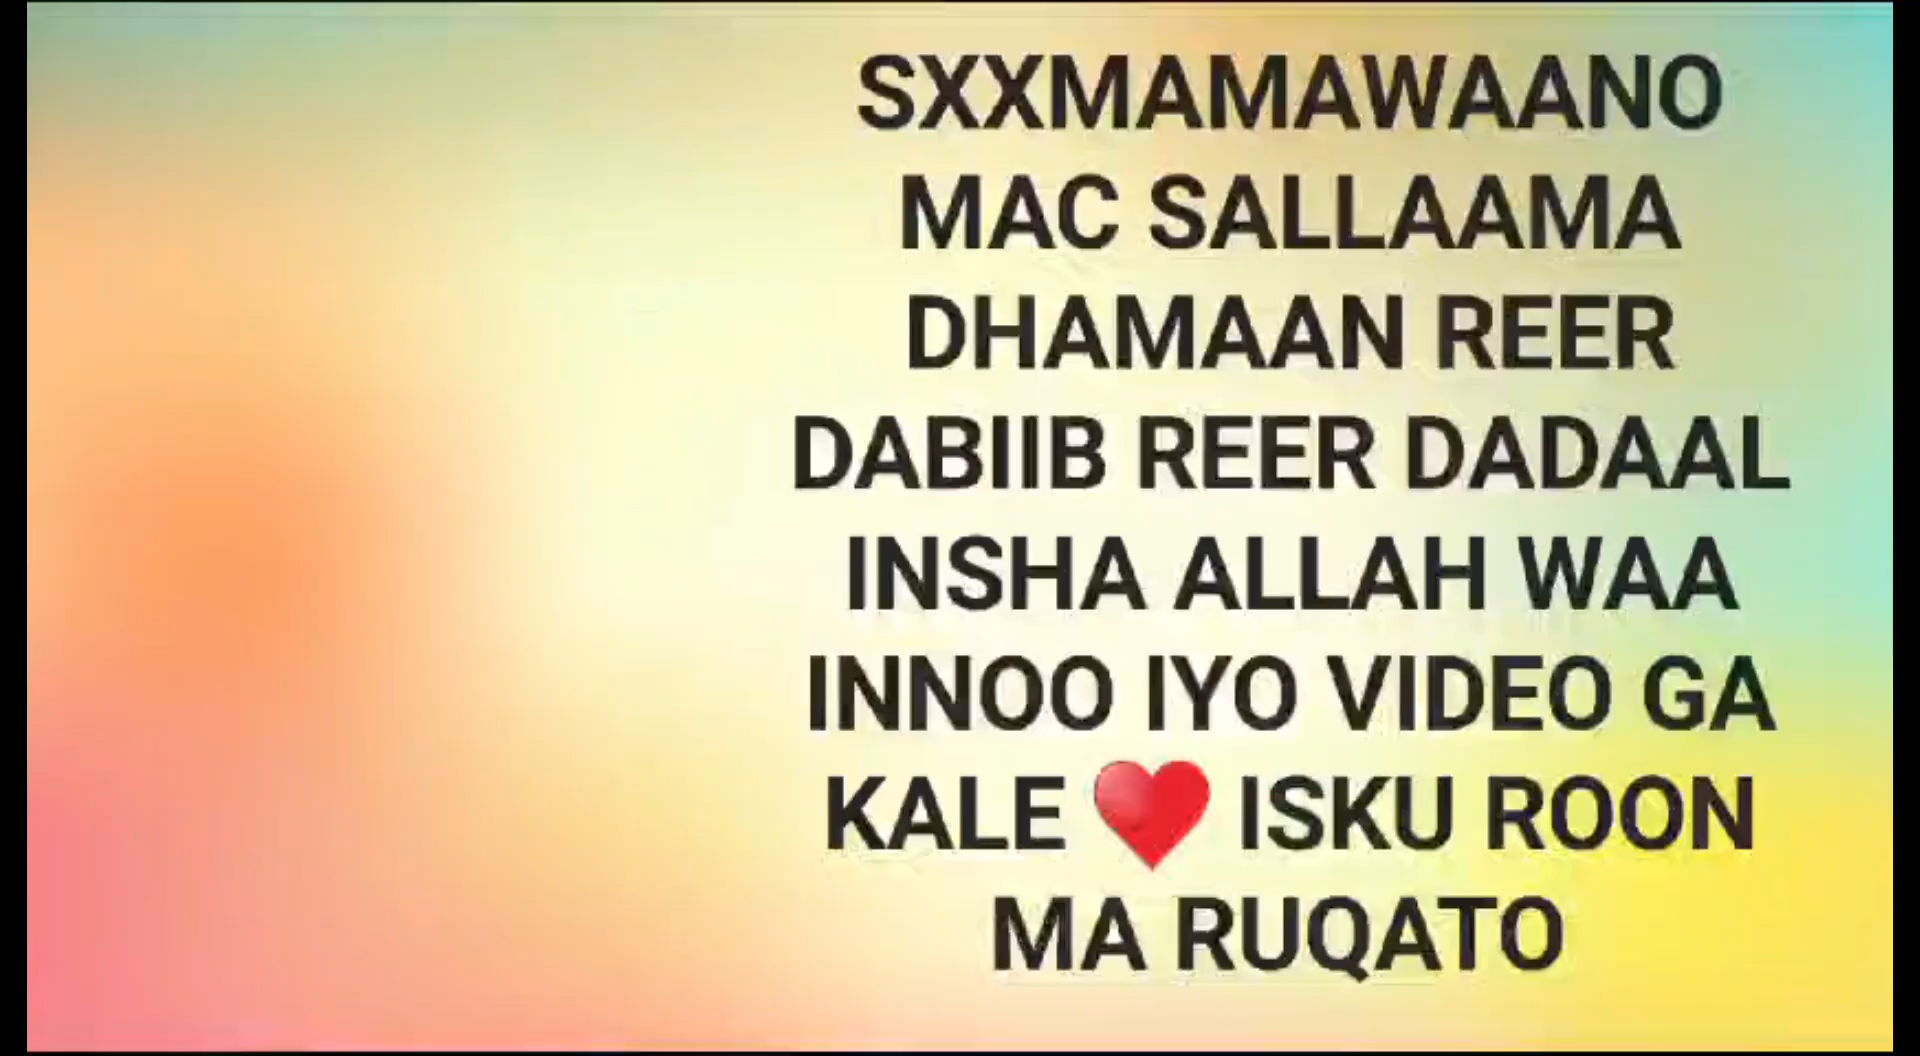 SXXMAMAWAANO
MAC SALLAAMA
DHAMAAN REER
DABIIB REER DADAAL
INSHA ALLAH WAA
INNOO IYO VIDEO GA
KALE ❤️ ISKU ROON
MA RUQATO